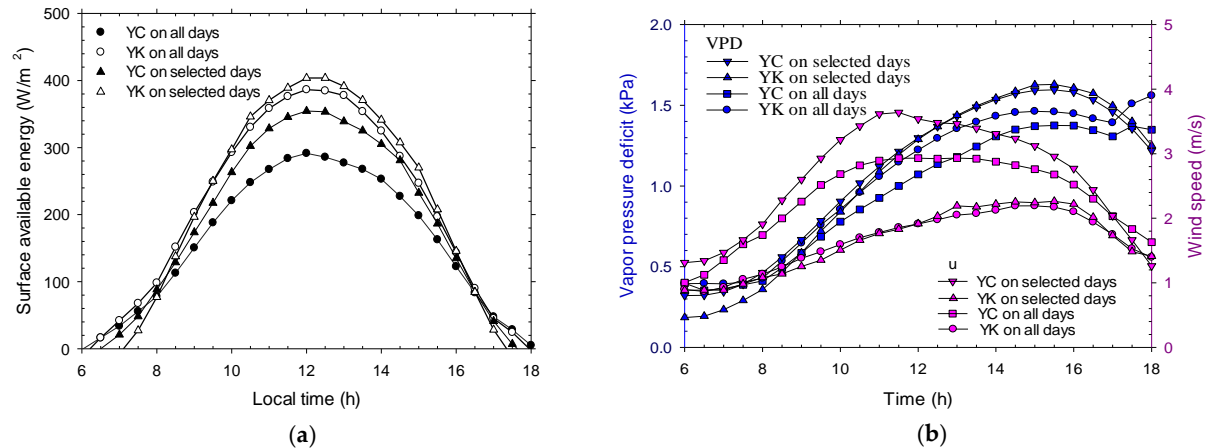 500
400
300
200
100
0
Surface available energy (W/m²)
YC on all days
YK on all days
YC on selected days
YK on selected days
6 8 10 12 14 16 18
Local time (h)
(a)
2.0
1.6
1.2
0.8
0.4
0.0
Vapor pressure deficit (kPa)
VPD
YC on selected days
YK on selected days
YC on all days
YK on all days
u
YC on selected days
YK on selected days
YC on all days
YK on all days
5
4
3
2
1
0
Wind speed (m/s)
6 8 10 12 14 16 18
Time (h)
(b)